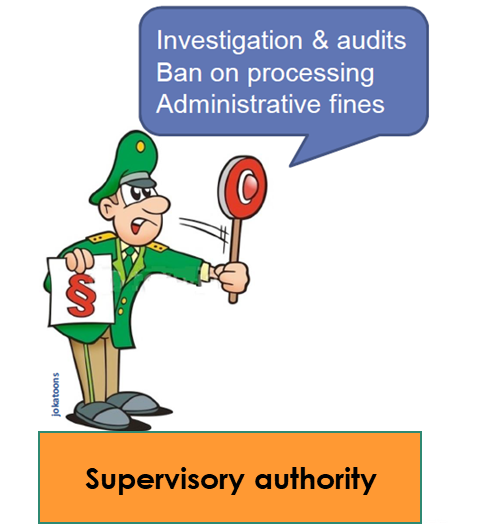 Investigation & audits
Ban on processing
Administrative fines
§
jokatoons
Supervisory authority